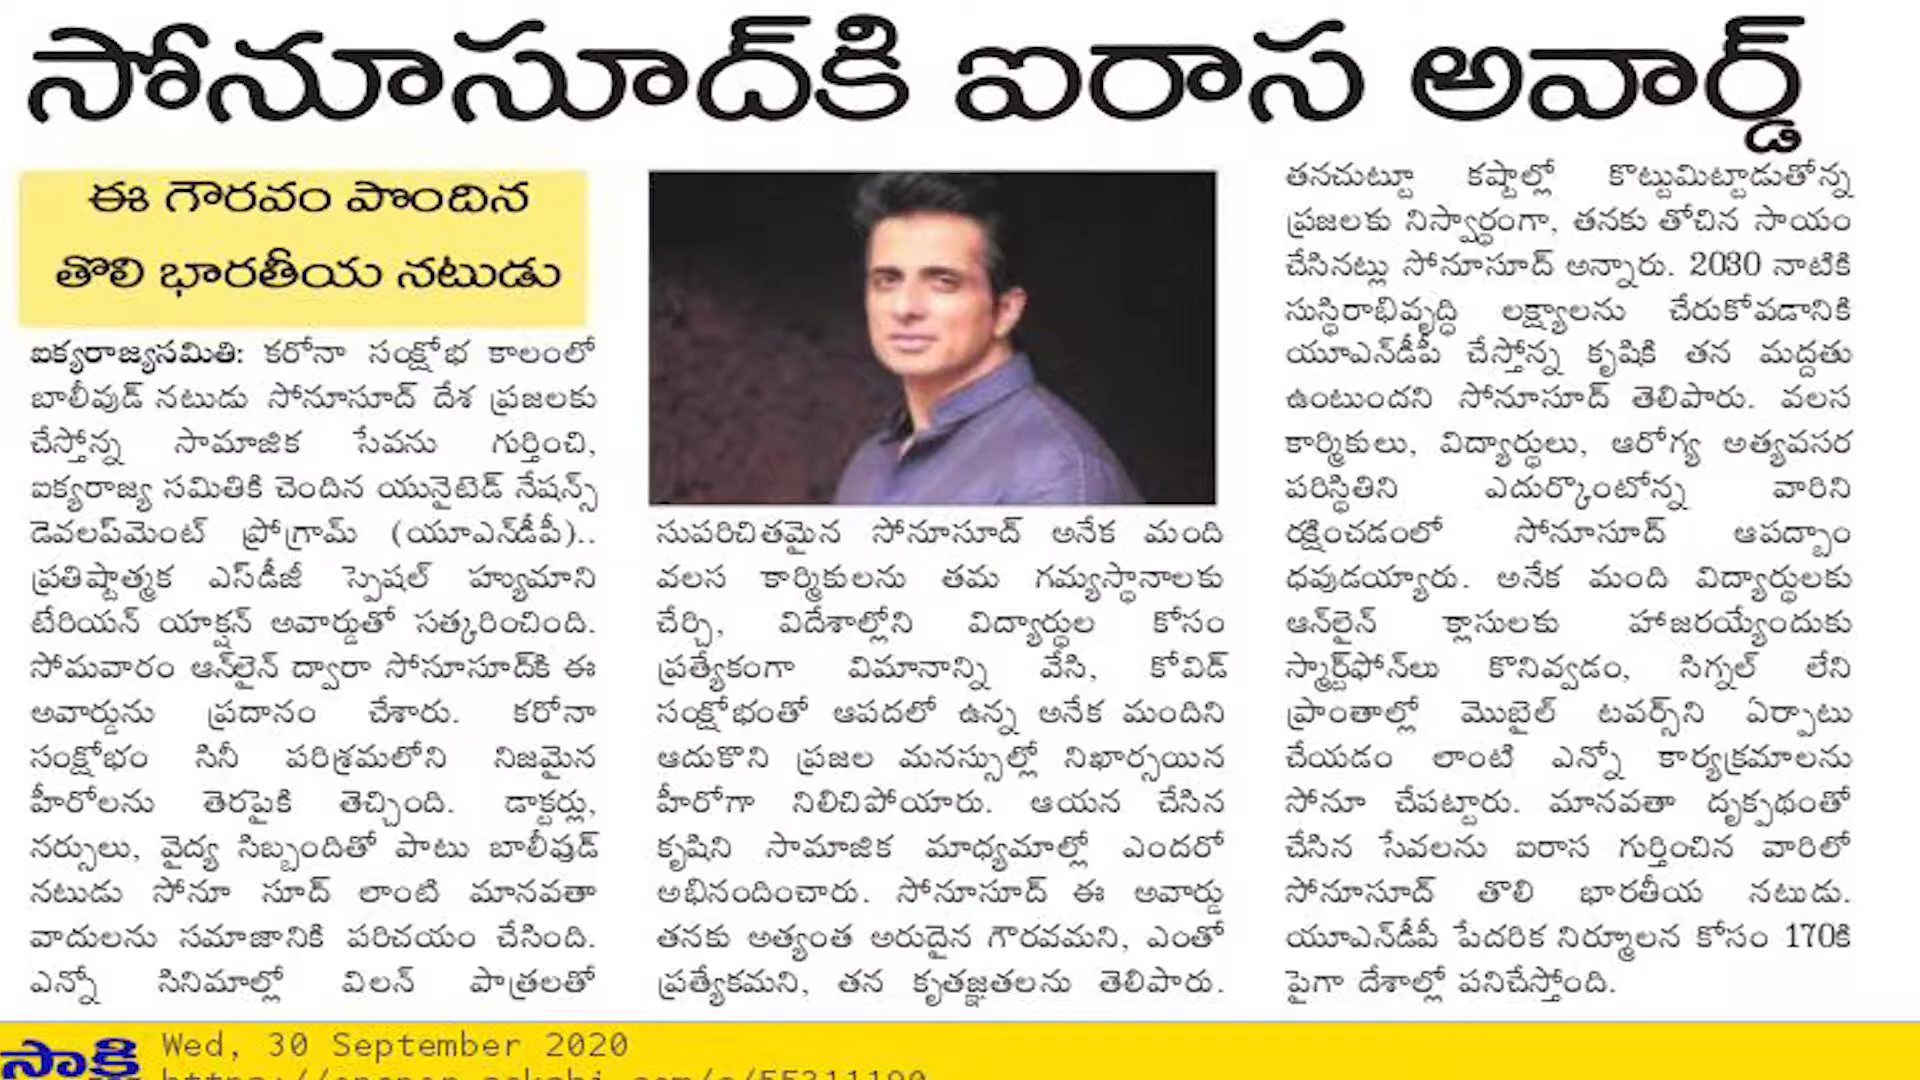 సోనూసూద్‌కి ఐరాస అవార్డ్
ఈ గౌరవం పొందిన
తొలి భారతీయ నటుడు
ఐక్యరాజ్యసమితి: కరోనా సంక్షోభ కాలంలో
బాలీవుడ్ నటుడు సోనూసూద్ దేశ ప్రజలకు
చేస్తోన్న సామాజిక సేవను గుర్తించి,
ఐక్యరాజ్య సమితికి చెందిన యునైటెడ్ నేషన్స్
డెవలప్‌మెంట్ ప్రోగ్రామ్ (యూఎన్‌డీపీ)..
ప్రతిష్టాత్మక ఎస్‌డీజీ స్పెషల్ హ్యుమాని
టేరియన్ యాక్షన్ అవార్డుతో సత్కరించింది.
సోమవారం ఆన్‌లైన్ ద్వారా సోనూసూద్‌కి ఈ
అవార్డును ప్రదానం చేశారు. కరోనా
సంక్షోభం సినీ పరిశ్రమలోని నిజమైన
హీరోలను తెరపైకి తెచ్చింది. డాక్టర్లు,
నర్సులు, వైద్య సిబ్బందితో పాటు బాలీవుడ్
నటుడు సోనూ సూద్ లాంటి మానవతా
వాదులను సమాజానికి పరిచయం చేసింది.
ఎన్నో సినిమాల్లో విలన్ పాత్రలతో
సుపరిచితమైన సోనూసూద్ అనేక మంది
వలస కార్మికులను తమ గమ్యస్థానాలకు
చేర్చి, విదేశాల్లోని విద్యార్థుల కోసం
ప్రత్యేకంగా విమానాన్ని వేసి, కోవిడ్
సంక్షోభంతో ఆపదలో ఉన్న అనేక మందిని
ఆదుకొని ప్రజల మనస్సుల్లో నిఖార్సయిన
హీరోగా నిలిచిపోయారు. ఆయన చేసిన
కృషిని సామాజిక మాధ్యమాల్లో ఎందరో
అభినందించారు. సోనూసూద్ ఈ అవార్డు
తనకు అత్యంత అరుదైన గౌరవమని, ఎంతో
ప్రత్యేకమని, తన కృతజ్ఞతలను తెలిపారు.
తనచుట్టూ కష్టాల్లో కొట్టుమిట్టాడుతోన్న
ప్రజలకు నిస్వార్థంగా, తనకు తోచిన సాయం
చేసినట్లు సోనూసూద్ అన్నారు. 2030 నాటికి
సుస్థిరాభివృద్ధి లక్ష్యాలను చేరుకోవడానికి
యూఎన్‌డీపీ చేస్తోన్న కృషికి తన మద్దతు
ఉంటుందని సోనూసూద్ తెలిపారు. వలస
కార్మికులు, విద్యార్థులు, ఆరోగ్య అత్యవసర
పరిస్థితిని ఎదుర్కొంటోన్న వారిని
రక్షించడంలో సోనూసూద్ ఆపద్బాం
ధవుడయ్యారు. అనేక మంది విద్యార్థులకు
ఆన్‌లైన్ క్లాసులకు హాజరయ్యేందుకు
స్మార్ట్‌ఫోన్‌లు కొనివ్వడం, సిగ్నల్ లేని
ప్రాంతాల్లో మొబైల్ టవర్స్‌ని ఏర్పాటు
చేయడం లాంటి ఎన్నో కార్యక్రమాలను
సోనూ చేపట్టారు. మానవతా దృక్పథంతో
చేసిన సేవలను ఐరాస గుర్తించిన వారిలో
సోనూసూద్ తొలి భారతీయ నటుడు.
యూఎన్‌డీపీ పేదరిక నిర్మూలన కోసం 170కి
పైగా దేశాల్లో పనిచేస్తోంది.
సాక్షి Wed, 30 September 2020